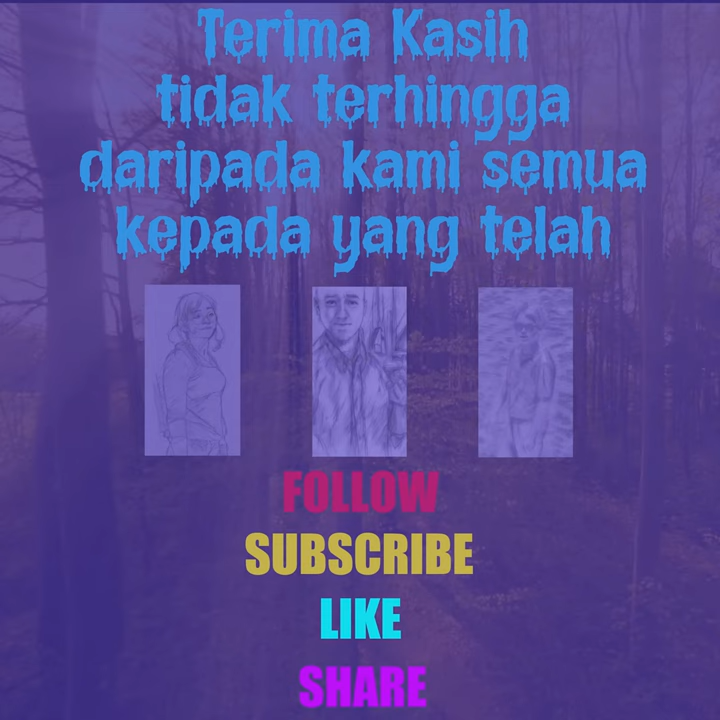 Terima Kasih
tidak terhingga
daripada kami semua
kepada yang telah
FOLLOW
SUBSCRIBE
LIKE
SHARE